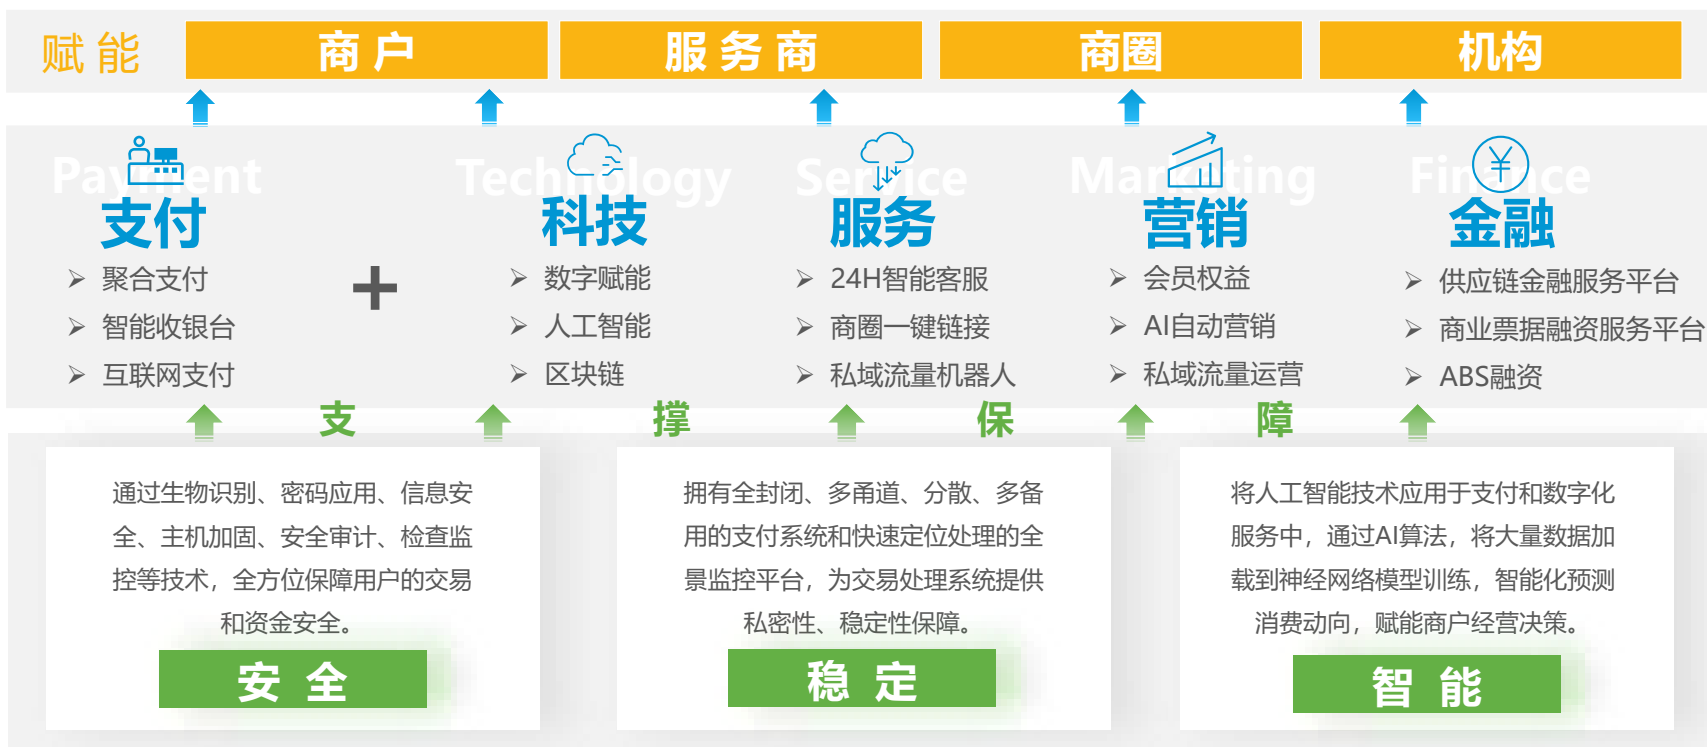 赋 能
商 户
服 务 商
商圈
机构
Payment
支付
聚合支付
智能收银台
互联网支付
+
Technology
科技
数字赋能
人工智能
区块链
Service
服务
24H智能客服
商圈一键链接
私域流量机器人
Marketing
营销
会员权益
AI自动营销
私域流量运营
Finance
金融
供应链金融服务平台
商业票据融资服务平台
ABS融资
支 撑 保 障
通过生物识别、密码应用、信息安
全、主机加固、安全审计、检查监
控等技术，全方位保障用户的交易
和资金安全。
安 全
拥有全封闭、多甬道、分散、多备
用的支付系统和快速定位处理的全
景监控平台，为交易处理系统提供
私密性、稳定性保障。
稳 定
将人工智能技术应用于支付和数字化
服务中，通过AI算法，将大量数据加
载到神经网络模型训练，智能化预测
消费动向，赋能商户经营决策。
智 能